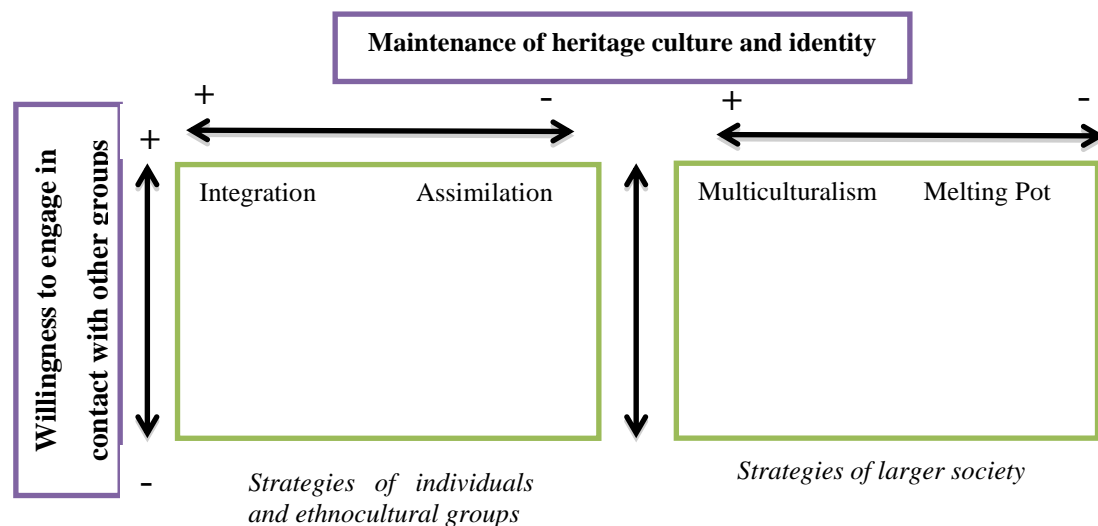 Maintenance of heritage culture and identity
+ - + -
Willingness to engage in
contact with other groups
+
-
Integration Assimilation
Multiculturalism Melting Pot
Strategies of individuals
and ethnocultural groups
Strategies of larger society